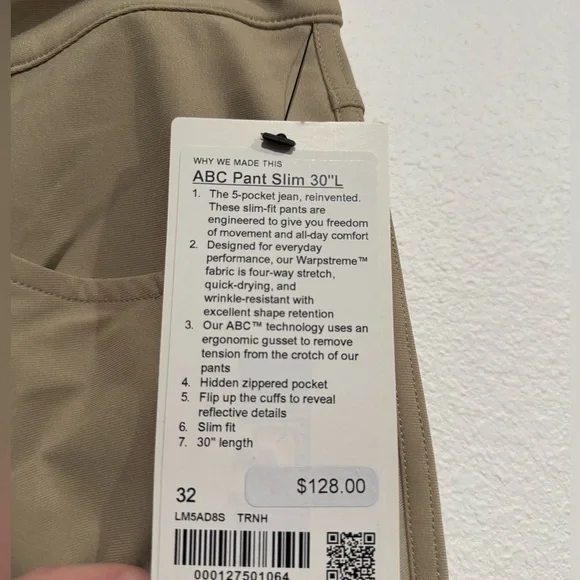 WHY WE MADE THIS
ABC Pant Slim 30"L
1. The 5-pocket jean, reinvented.
These slim-fit pants are
engineered to give you freedom
of movement and all-day comfort
2. Designed for everyday
performance, our Warpstreme™
fabric is four-way stretch,
quick-drying, and
wrinkle-resistant with
excellent shape retention
3. Our ABC™ technology uses an
ergonomic gusset to remove
tension from the crotch of our
pants
4. Hidden zippered pocket
5. Flip up the cuffs to reveal
reflective details
6. Slim fit
7. 30" length
32
$128.00
LM5AD8S TRNH
000127501064